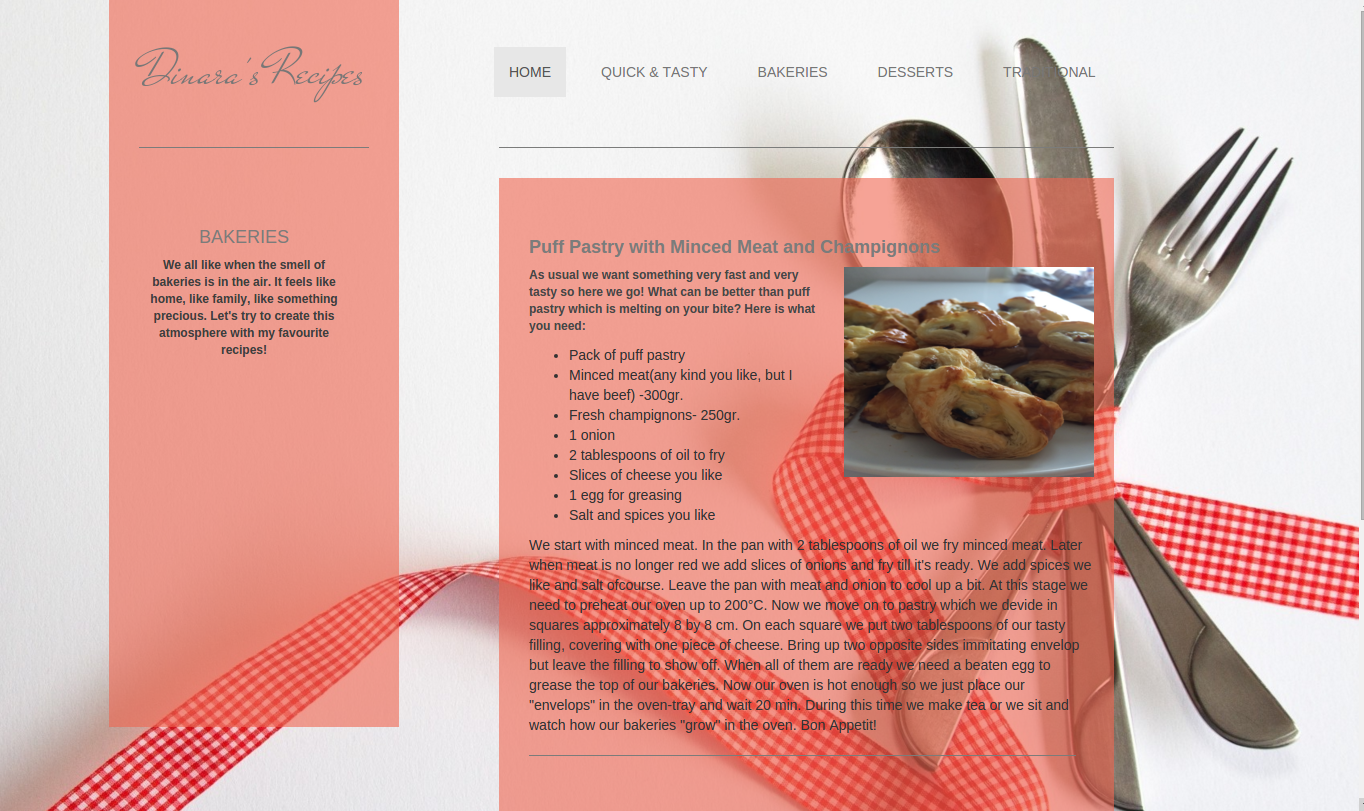 Dinara's Recipes
HOME
QUICK & TASTY
BAKERIES
DESSERTS
TRADITIONAL
BAKERIES
We all like when the smell of
bakeries is in the air. It feels like
home, like family, like something
precious. Let's try to create this
atmosphere with my favourite
recipes!
Puff Pastry with Minced Meat and Champignons
As usual we want something very fast and very
tasty so here we go! What can be better than puff
pastry which is melting on your bite? Here is what
you need:
• Pack of puff pastry
• Minced meat(any kind you like, but I
have beef) -300gr.
• Fresh champignons- 250gr.
• 1 onion
• 2 tablespoons of oil to fry
• Slices of cheese you like
• 1 egg for greasing
• Salt and spices you like
We start with minced meat. In the pan with 2 tablespoons of oil we fry minced meat. Later
when meat is no longer red we add slices of onions and fry till it's ready. We add spices we
like and salt ofcourse. Leave the pan with meat and onion to cool up a bit. At this stage we
need to preheat our oven up to 200°C. Now we move on to pastry which we devide in
squares approximately 8 by 8 cm. On each square we put two tablespoons of our tasty
filling, covering with one piece of cheese. Bring up two opposite sides immitating envelop
but leave the filling to show off. When all of them are ready we need a beaten egg to
grease the top of our bakeries. Now our oven is hot enough so we just place our
"envelops" in the oven-tray and wait 20 min. During this time we make tea or we sit and
watch how our bakeries "grow" in the oven. Bon Appetit!